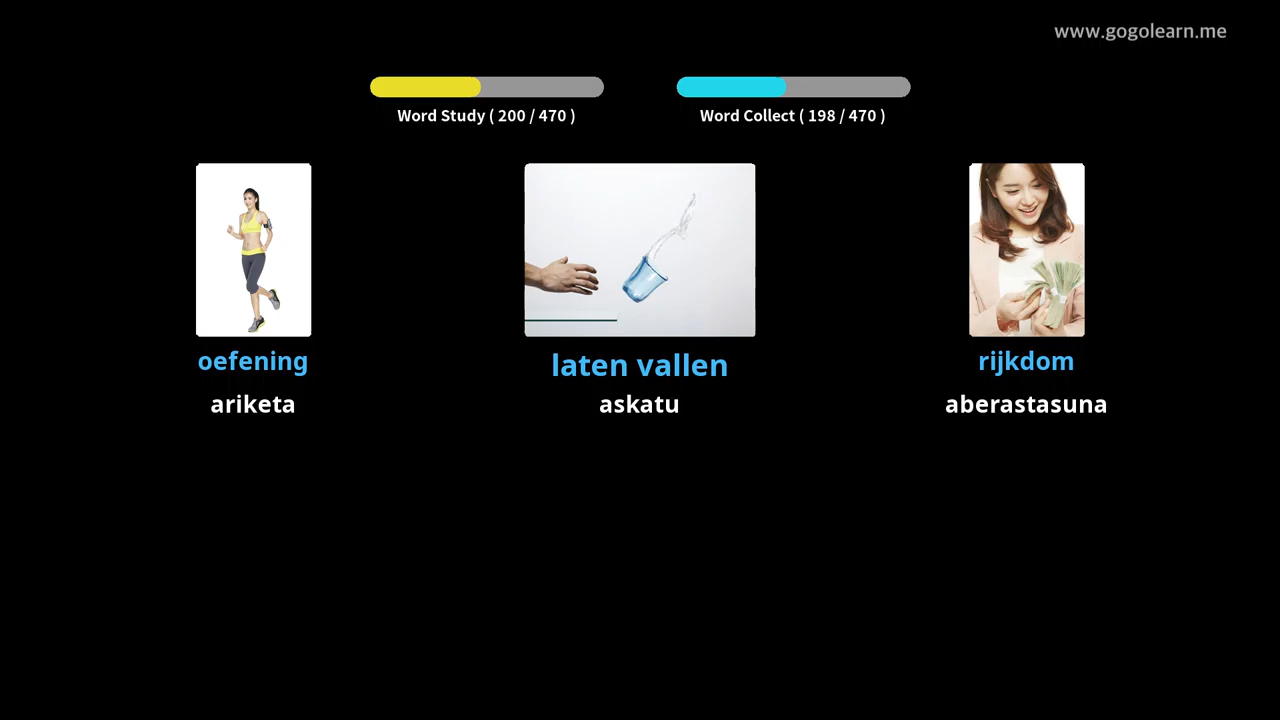 www.gogolearn.me
Word Study ( 200 / 470 )
Word Collect ( 198 / 470 )
oefening
ariketa
laten vallen
askatu
rijkdom
aberastasuna